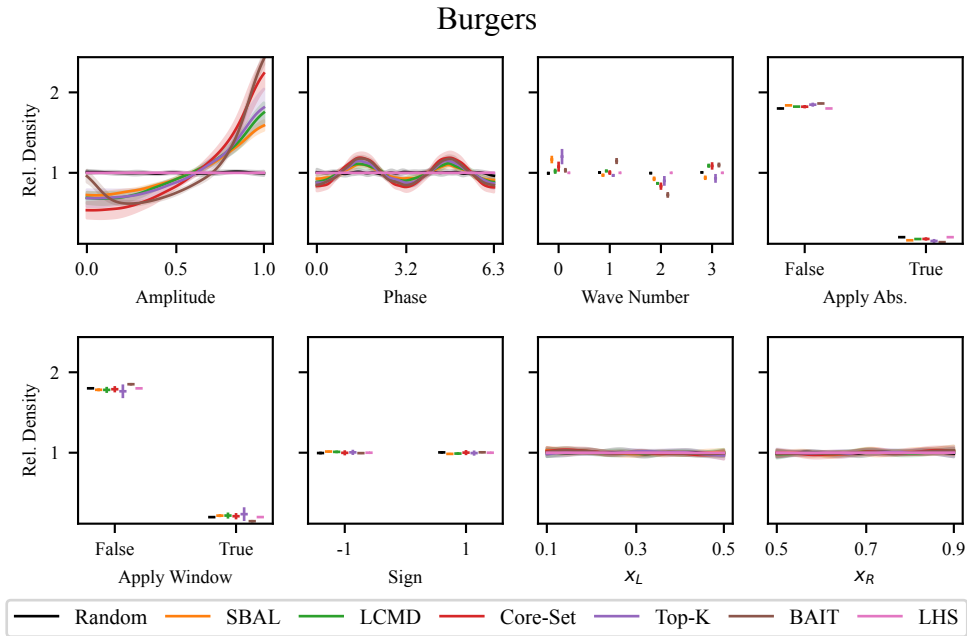 Burgers
Rel. Density
2
1
0.0 0.5 1.0
Amplitude
0.0 3.2 6.3
Phase
0 1 2 3
Wave Number
False True
Apply Abs.
Rel. Density
2
1
False True
Apply Window
-1 1
Sign
0.1 0.3 0.5
x_L
0.5 0.7 0.9
x_R
Random SBAL LCMD Core-Set Top-K BAIT LHS